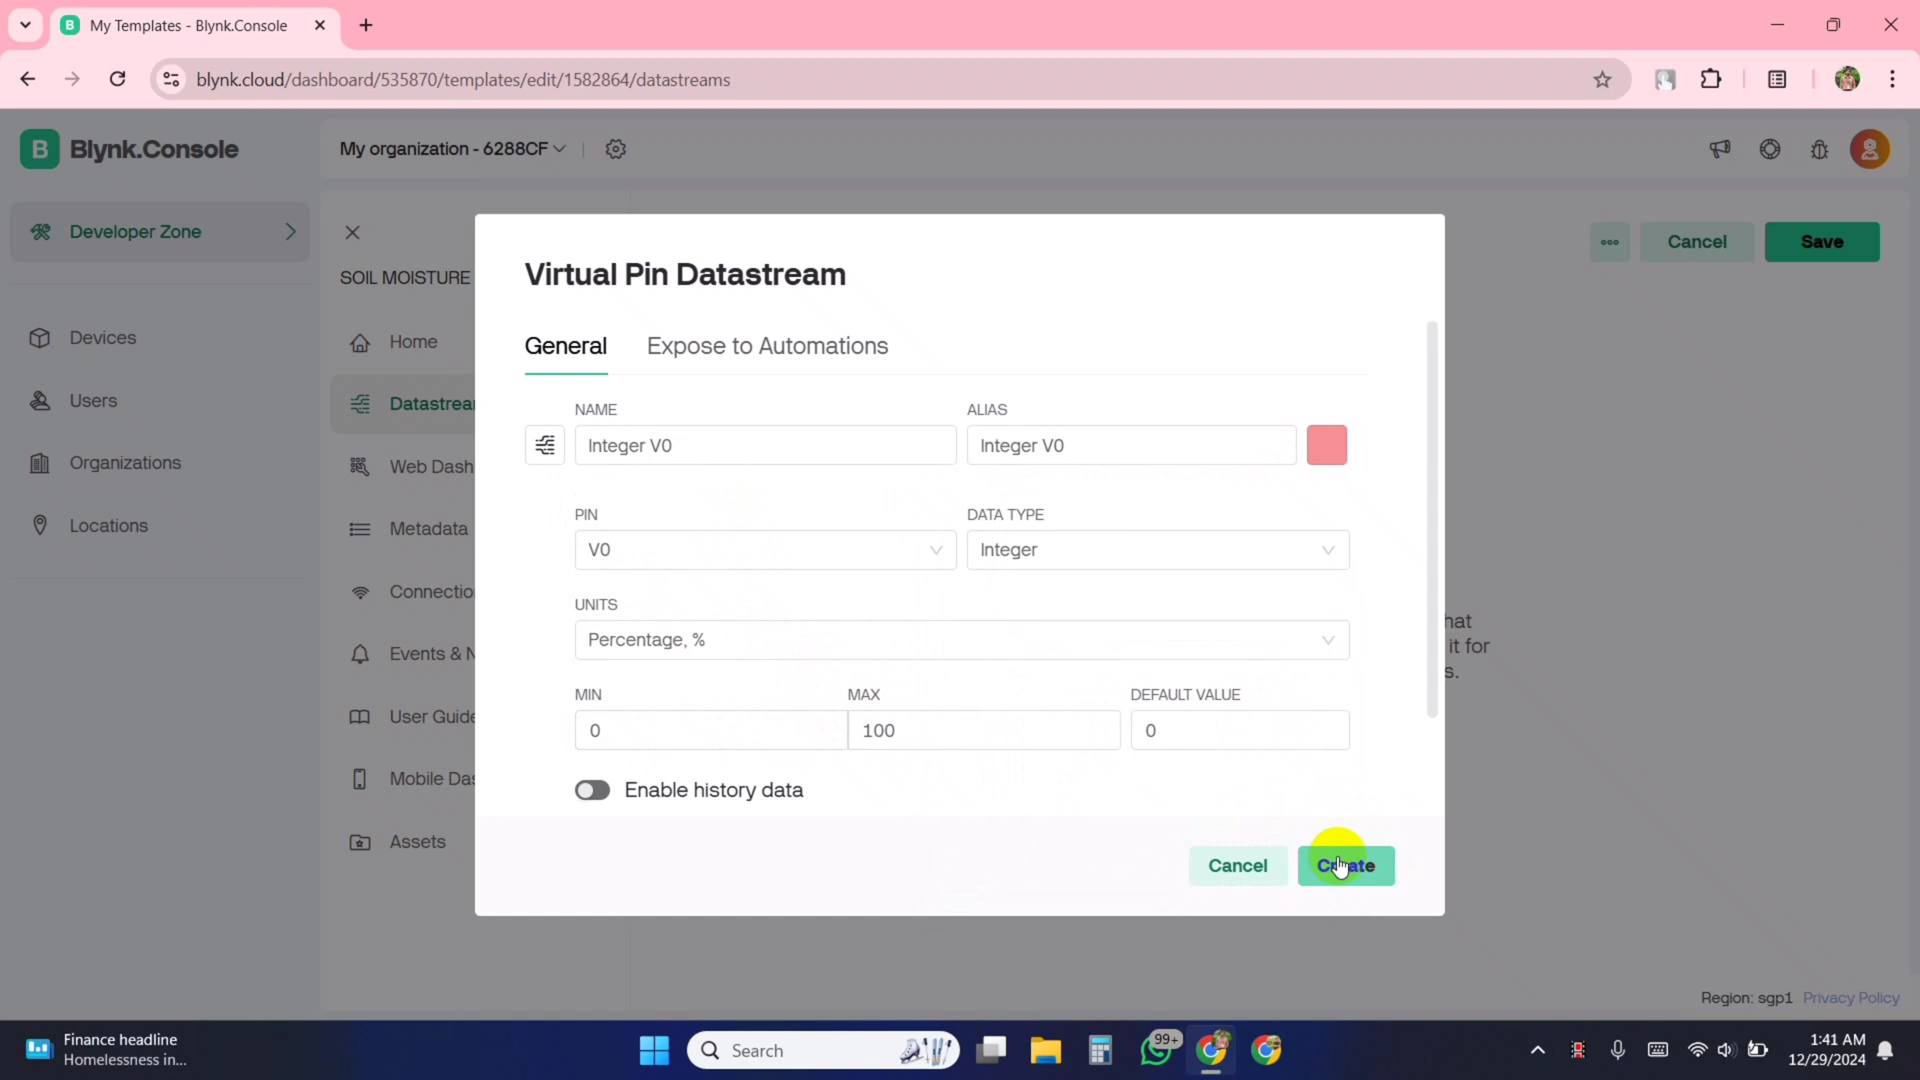 My Templates - Blynk.Console
blynk.cloud/dashboard/535870/templates/edit/1582864/datastreams
B Blynk.Console
My organization - 6288CF
Developer Zone
Devices
Users
Organizations
Locations
SOIL MOISTURE
Home
Datastrea
Web Dash
Metadata
Connectio
Events & N
User Guide
Mobile Das
Assets
Cancel
Save
Virtual Pin Datastream
General
Expose to Automations
NAME
ALIAS
Integer V0
Integer V0
PIN
DATA TYPE
V0
Integer
UNITS
Percentage, %
MIN
MAX
DEFAULT VALUE
0
100
0
Enable history data
Cancel
Create
hat
it for
s.
Region: sgp1 Privacy Policy
Finance headline
Homelessness in...
Search
99+
1:41 AM
12/29/2024